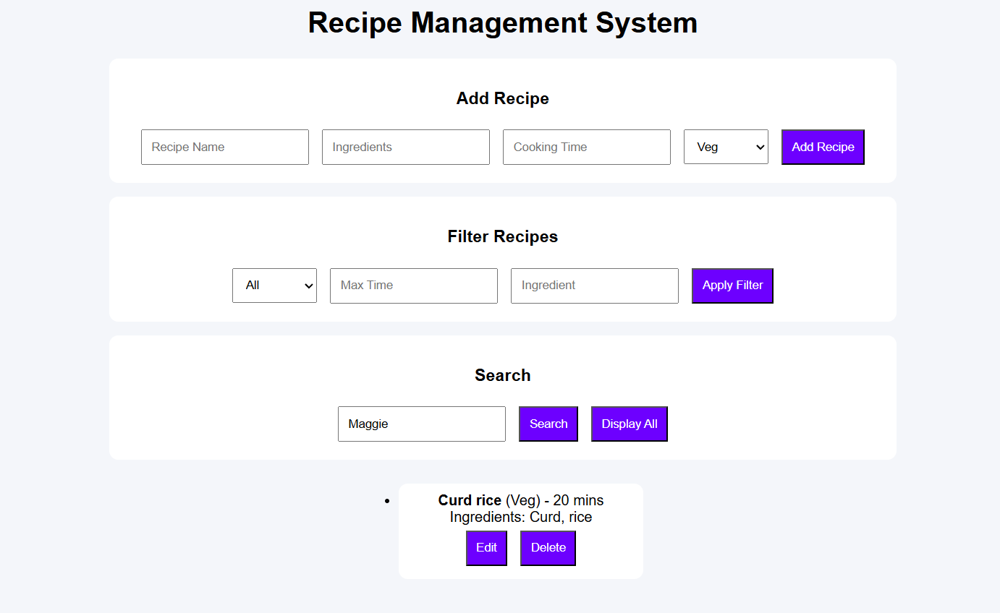 Recipe Management System
Add Recipe
Recipe Name Ingredients Cooking Time Veg Add Recipe
Filter Recipes
All Max Time Ingredient Apply Filter
Search
Maggie Search Display All
Curd rice (Veg) - 20 mins
Ingredients: Curd, rice
Edit Delete